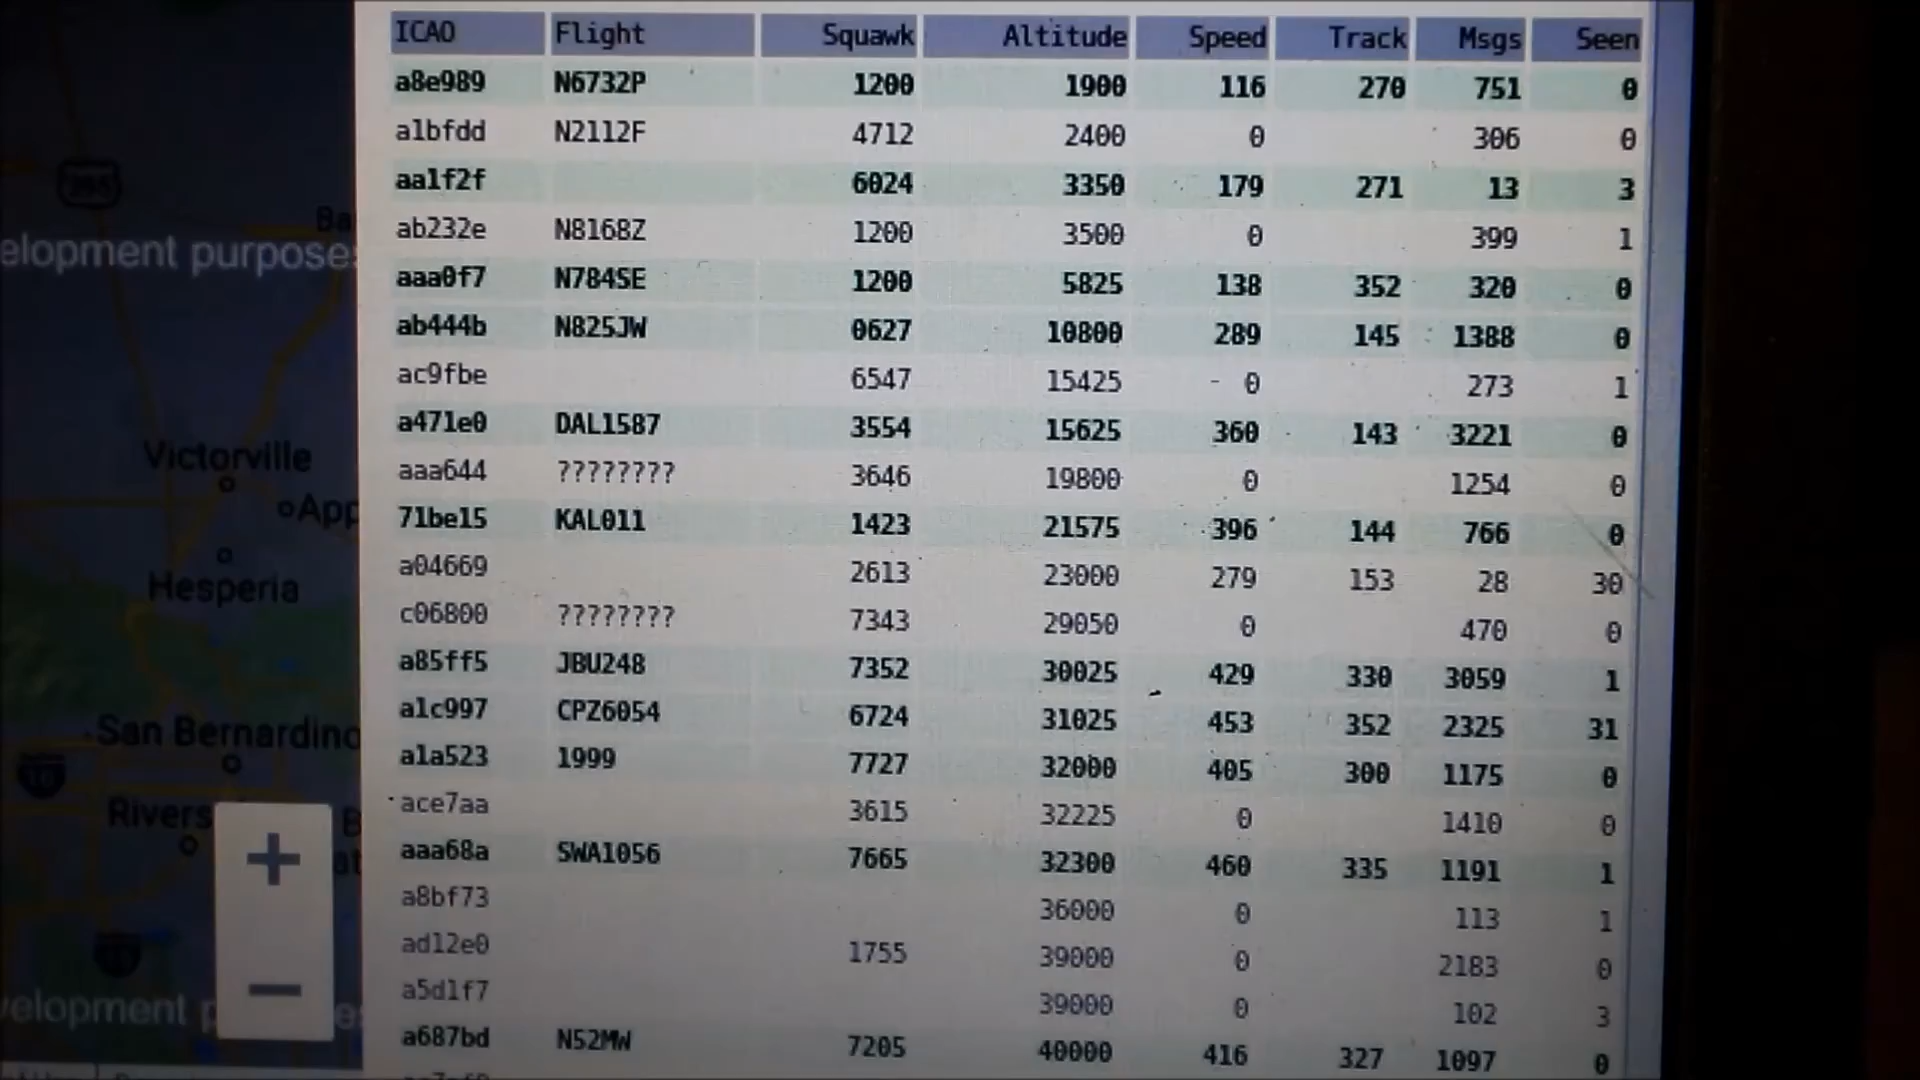 ICAO Flight Squawk Altitude Speed Track Msgs Seen
a8e989 N6732P 1200 1900 116 270 751 0
a1bfdd N2112F 4712 2400 0 306 0
aa1f2f 6024 3350 179 271 13 3
ab232e N8168Z 1200 3500 0 399 1
aaa0f7 N784SE 1200 5825 138 352 320 0
ab444b N825JW 0627 10800 289 145 1388 0
ac9fbe 6547 15425 0 273 1
a471e0 DAL1587 3554 15625 360 143 3221 0
aaa644 ???????? 3646 19800 0 1254 0
71be15 KAL011 1423 21575 396 144 766 0
a04669 2613 23000 279 153 28 30
c06800 ???????? 7343 29050 0 470 0
a85ff5 JBU248 7352 30025 429 330 3059 1
a1c997 CPZ6054 6724 31025 453 352 2325 31
a1a523 1999 7727 32000 405 300 1175 0
ace7aa 3615 32225 0 1410 0
aaa68a SWA1056 7665 32300 460 335 1191 1
a8bf73 36000 0 113 1
ad12e0 1755 39000 0 2183 0
a5d1f7 39000 0 102 3
a687bd N52MW 7205 40000 416 327 1097 0
395
Ba
elopment purpose
Victorville
App
Hesperia
San Bernardino
10
Rivers
+
−
velopment p